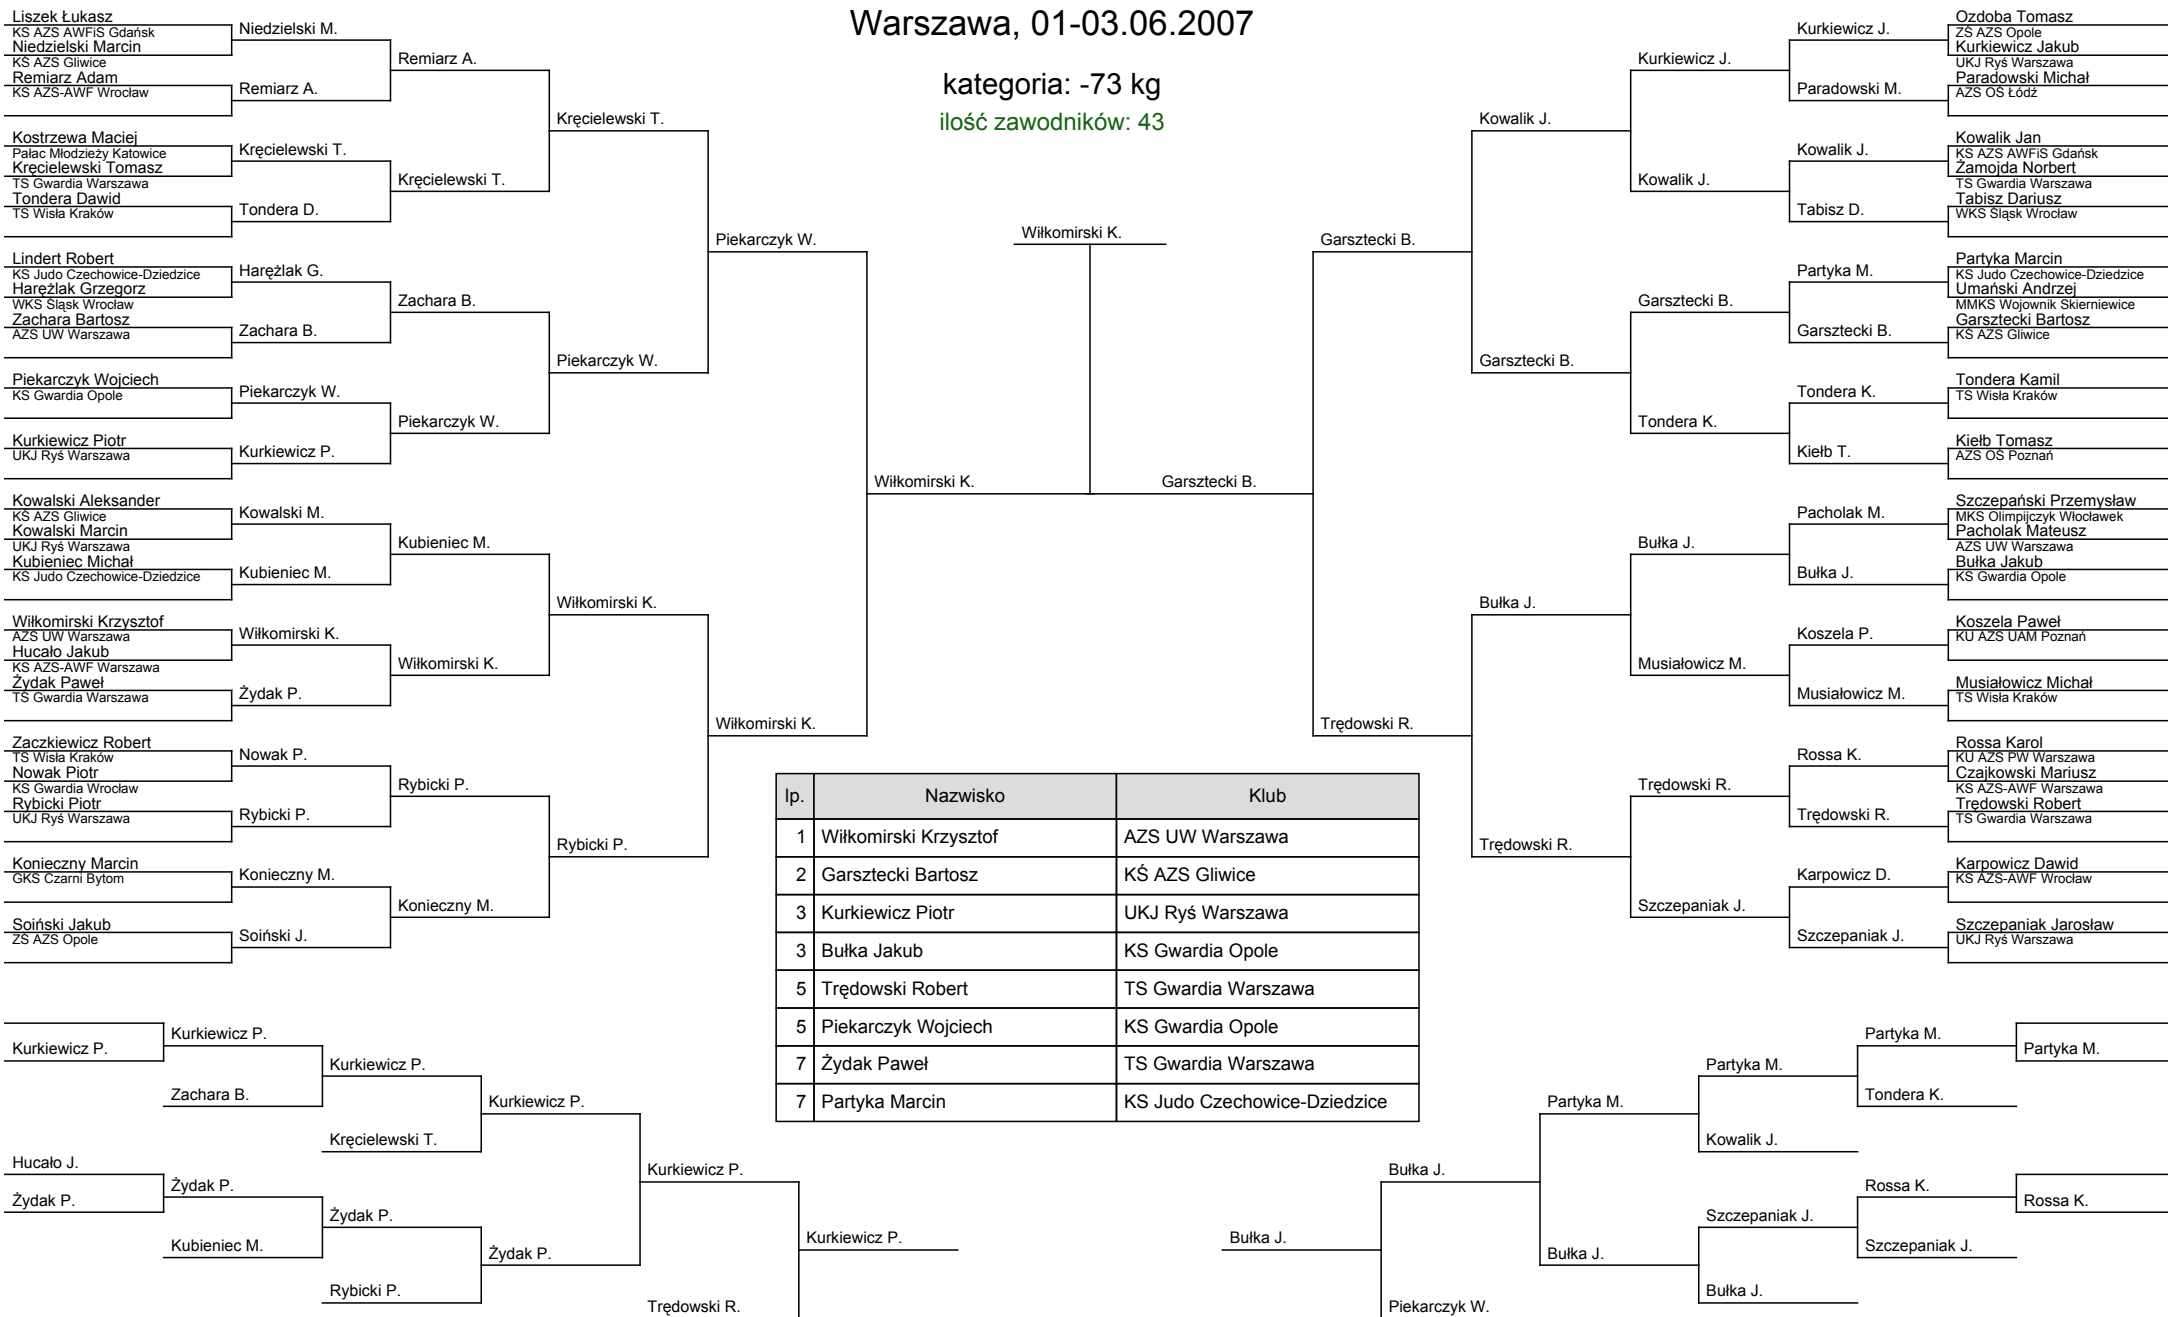 Warszawa, 01-03.06.2007
kategoria: -73 kg
ilość zawodników: 43
Liszek Łukasz
KS AZS AWFiS Gdańsk
Niedzielski Marcin
KŚ AZS Gliwice
Remiarz Adam
KS AZS-AWF Wrocław
Kostrzewa Maciej
Pałac Młodzieży Katowice
Kręcielewski Tomasz
TS Gwardia Warszawa
Tondera Dawid
TS Wisła Kraków
Lindert Robert
KS Judo Czechowice-Dziedzice
Harężlak Grzegorz
WKS Śląsk Wrocław
Zachara Bartosz
AZS UW Warszawa
Piekarczyk Wojciech
KS Gwardia Opole
Kurkiewicz Piotr
UKJ Ryś Warszawa
Kowalski Aleksander
KŚ AZS Gliwice
Kowalski Marcin
UKJ Ryś Warszawa
Kubieniec Michał
KS Judo Czechowice-Dziedzice
Wiłkomirski Krzysztof
AZS UW Warszawa
Hucało Jakub
KS AZS-AWF Warszawa
Żydak Paweł
TS Gwardia Warszawa
Zaczkiewicz Robert
TS Wisła Kraków
Nowak Piotr
KS Gwardia Wrocław
Rybicki Piotr
UKJ Ryś Warszawa
Konieczny Marcin
GKS Czarni Bytom
Soiński Jakub
ZŚ AZS Opole
Niedzielski M.
Remiarz A.
Kręcielewski T.
Tondera D.
Harężlak G.
Zachara B.
Piekarczyk W.
Kurkiewicz P.
Kowalski M.
Kubieniec M.
Wiłkomirski K.
Żydak P.
Nowak P.
Rybicki P.
Konieczny M.
Soiński J.
Remiarz A.
Kręcielewski T.
Zachara B.
Piekarczyk W.
Kubieniec M.
Wiłkomirski K.
Rybicki P.
Konieczny M.
Kręcielewski T.
Piekarczyk W.
Wiłkomirski K.
Rybicki P.
Piekarczyk W.
Wiłkomirski K.
Wiłkomirski K.
Wiłkomirski K.
Garsztecki B.
Garsztecki B.
Trędowski R.
Kowalik J.
Garsztecki B.
Bułka J.
Trędowski R.
Kurkiewicz J.
Kowalik J.
Garsztecki B.
Tondera K.
Bułka J.
Musiałowicz M.
Trędowski R.
Szczepaniak J.
Kurkiewicz J.
Paradowski M.
Kowalik J.
Tabisz D.
Partyka M.
Garsztecki B.
Tondera K.
Kiełb T.
Pacholak M.
Bułka J.
Koszela P.
Musiałowicz M.
Rossa K.
Trędowski R.
Karpowicz D.
Szczepaniak J.
Ozdoba Tomasz
ZŚ AZS Opole
Kurkiewicz Jakub
UKJ Ryś Warszawa
Paradowski Michał
AZS OŚ Łódź
Kowalik Jan
KS AZS AWFiS Gdańsk
Żamojda Norbert
TS Gwardia Warszawa
Tabisz Dariusz
WKS Śląsk Wrocław
Partyka Marcin
KS Judo Czechowice-Dziedzice
Umański Andrzej
MMKS Wojownik Skierniewice
Garsztecki Bartosz
KŚ AZS Gliwice
Tondera Kamil
TS Wisła Kraków
Kiełb Tomasz
AZS OŚ Poznań
Szczepański Przemysław
MKS Olimpijczyk Włocławek
Pacholak Mateusz
AZS UW Warszawa
Bułka Jakub
KS Gwardia Opole
Koszela Paweł
KU AZS UAM Poznań
Musiałowicz Michał
TS Wisła Kraków
Rossa Karol
KU AZS PW Warszawa
Czajkowski Mariusz
KS AZS-AWF Warszawa
Trędowski Robert
TS Gwardia Warszawa
Karpowicz Dawid
KS AZS-AWF Wrocław
Szczepaniak Jarosław
UKJ Ryś Warszawa
lp. Nazwisko Klub
1 Wiłkomirski Krzysztof AZS UW Warszawa
2 Garsztecki Bartosz KŚ AZS Gliwice
3 Kurkiewicz Piotr UKJ Ryś Warszawa
3 Bułka Jakub KS Gwardia Opole
5 Trędowski Robert TS Gwardia Warszawa
5 Piekarczyk Wojciech KS Gwardia Opole
7 Żydak Paweł TS Gwardia Warszawa
7 Partyka Marcin KS Judo Czechowice-Dziedzice
Kurkiewicz P.
Hucało J.
Żydak P.
Kurkiewicz P.
Zachara B.
Żydak P.
Kubieniec M.
Kurkiewicz P.
Kręcielewski T.
Żydak P.
Rybicki P.
Kurkiewicz P.
Żydak P.
Kurkiewicz P.
Trędowski R.
Kurkiewicz P.
Bułka J.
Bułka J.
Piekarczyk W.
Partyka M.
Bułka J.
Partyka M.
Kowalik J.
Szczepaniak J.
Bułka J.
Partyka M.
Tondera K.
Rossa K.
Szczepaniak J.
Partyka M.
Rossa K.